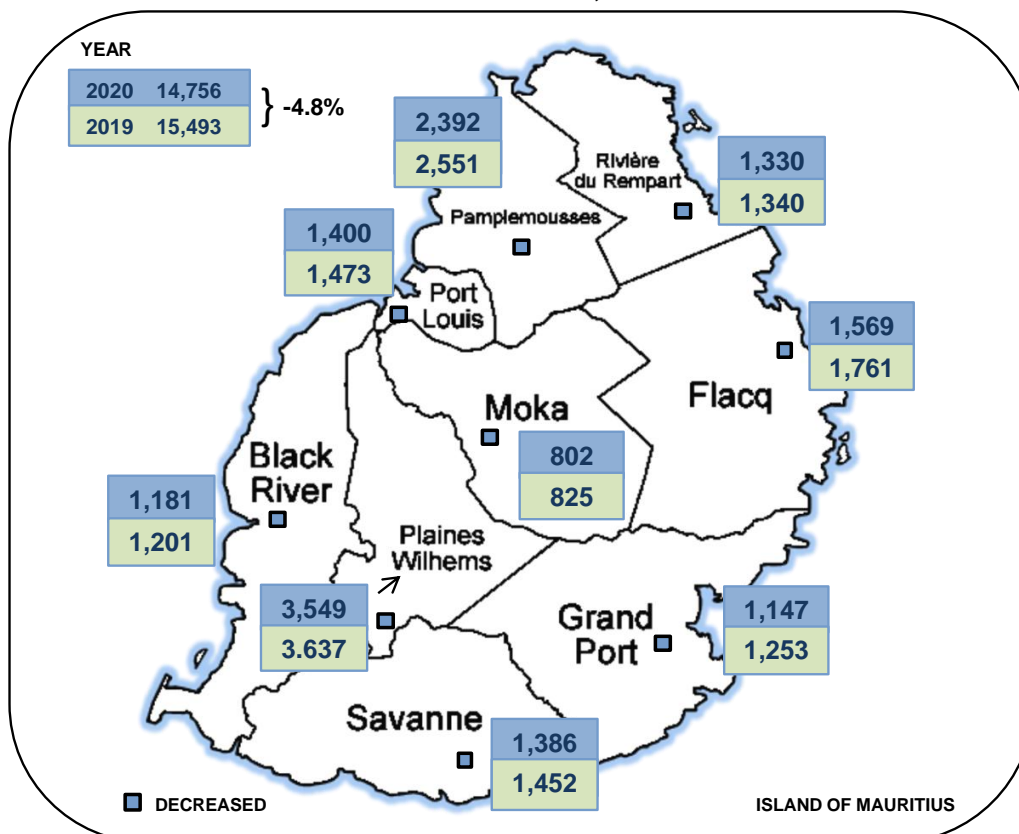 YEAR
2020 14,756
2019 15,493
} -4.8%
2,392
2,551
Rivière
du Rempart
1,330
1,340
Pamplemousses
1,400
1,473
Port
Louis
1,569
1,761
Flacq
Moka
802
825
Black
River
1,181
1,201
Plaines
Wilhems
3,549
3.637
Grand
Port
1,147
1,253
Savanne
1,386
1,452
DECREASED
ISLAND OF MAURITIUS